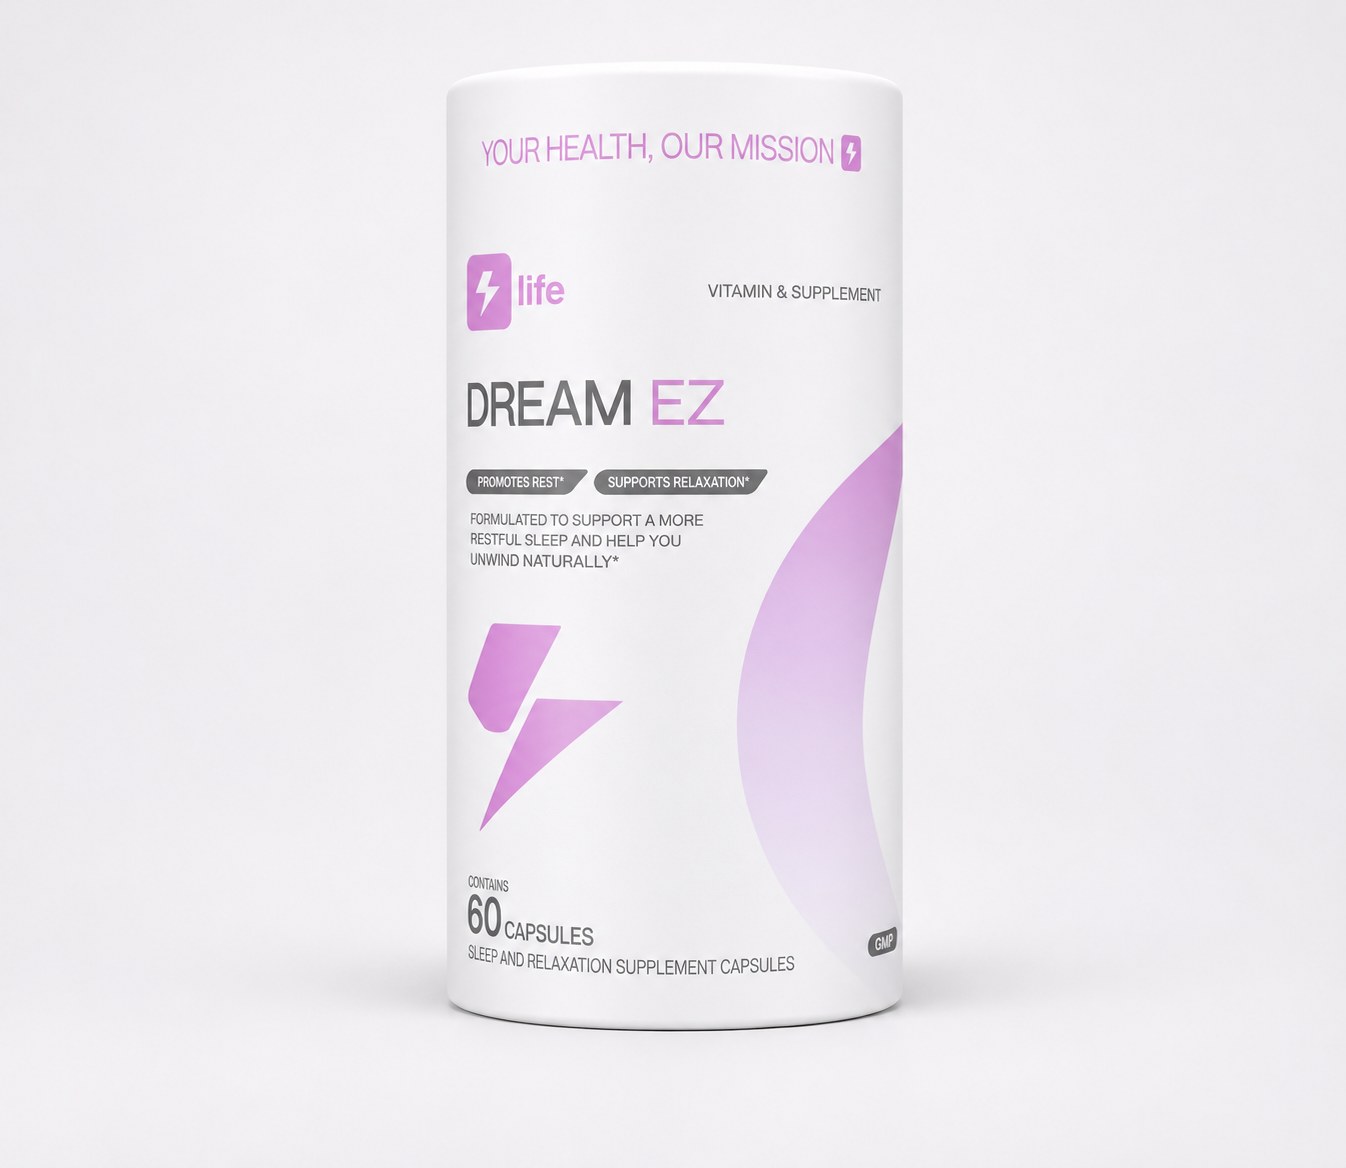 YOUR HEALTH, OUR MISSION
life
VITAMIN & SUPPLEMENT
DREAM EZ
PROMOTES REST*
SUPPORTS RELAXATION*
FORMULATED TO SUPPORT A MORE
RESTFUL SLEEP AND HELP YOU
UNWIND NATURALLY*
CONTAINS
60 CAPSULES
SLEEP AND RELAXATION SUPPLEMENT CAPSULES
GMP